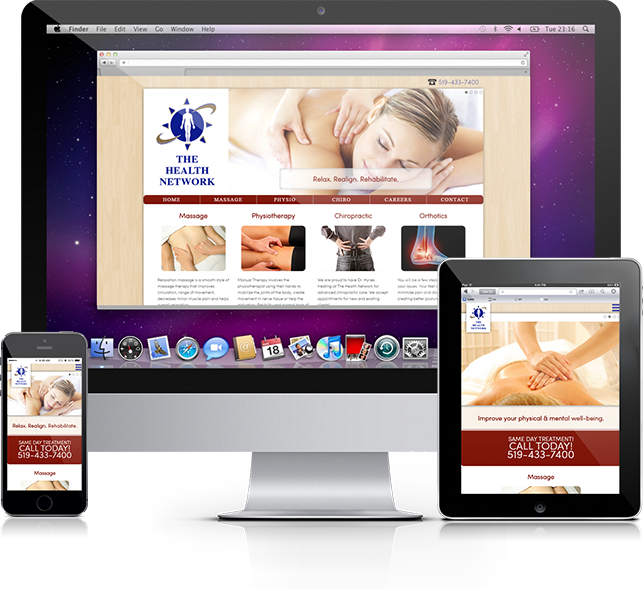 Finder File Edit View Go Window Help
Tue 23:16
519-433-7400
THE
HEALTH
NETWORK
Relax. Realign. Rehabilitate.
HOME MASSAGE PHYSIO CHIRO CAREERS CONTACT
Massage Physiotherapy Chiropractic Orthotics
Relaxation massage is a smooth style of
massage therapy that improves
circulation, range of movement,
decreases minor muscle pain and helps
Manual Therapy involves the
physiotherapist using their hands to
mobilize the joints of the body, create
movement in nerve tissue or help the
We are proud to have Dr. Hynes
treating at The Health Network for
advanced chiropractic care. We accept
appointments for new and existing
You will be a few steps
your issues. Your feet
and mitigate pain and dis
creating better posture
18
THE
HEALTH
NETWORK
Relax. Realign. Rehabilitate.
SAME DAY TREATMENT!
CALL TODAY!
519-433-7400
Massage
THE
HEALTH
NETWORK
Improve your physical & mental well-being.
SAME DAY TREATMENT!
CALL TODAY!
519-433-7400
Massage